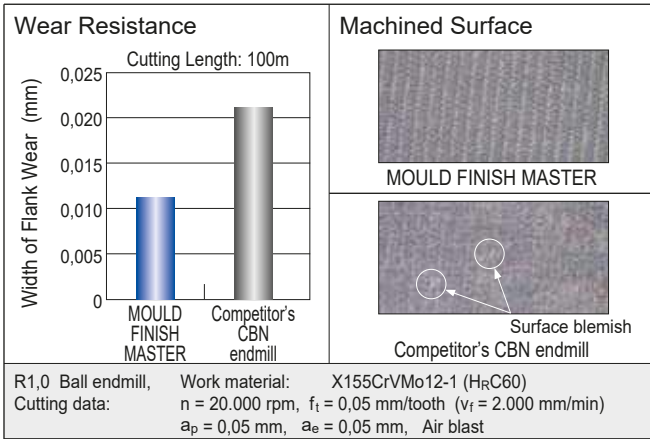 Wear Resistance
Cutting Length: 100m
Width of Flank Wear (mm)
0,025
0,020
0,015
0,010
0,005
0
MOULD
FINISH
MASTER
Competitor's
CBN
endmill
Machined Surface
MOULD FINISH MASTER
Surface blemish
Competitor's CBN endmill
R1,0 Ball endmill, Work material: X155CrVMo12-1 (HRC60)
Cutting data: n = 20.000 rpm, ft = 0,05 mm/tooth (vf = 2.000 mm/min)
ap = 0,05 mm, ae = 0,05 mm, Air blast